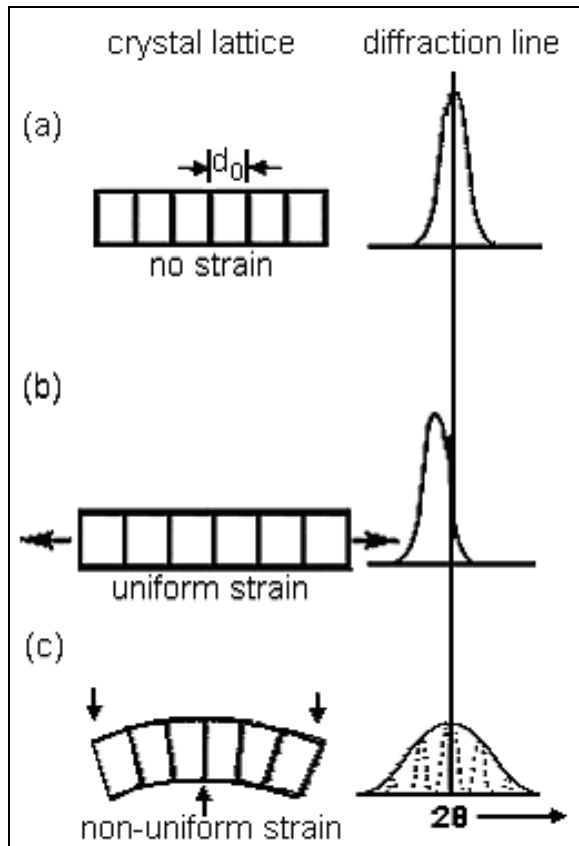 crystal lattice diffraction line
(a)
d0
no strain
(b)
uniform strain
(c)
2θ
non-uniform strain